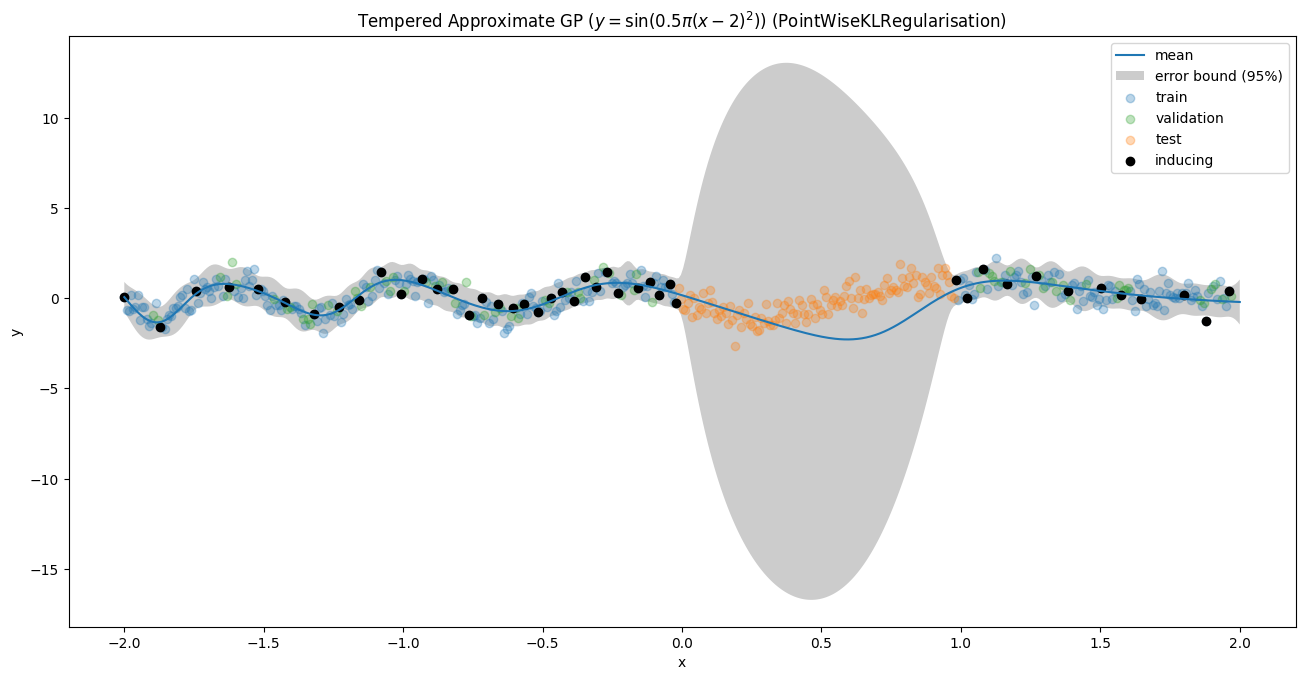 Tempered Approximate GP ($y = \sin(0.5\pi(x-2)^2)$) (PointWiseKLRegularisation)
mean
error bound (95%)
train
validation
test
inducing
10
5
0
−5
−10
−15
y
−2.0 −1.5 −1.0 −0.5 0.0 0.5 1.0 1.5 2.0
x